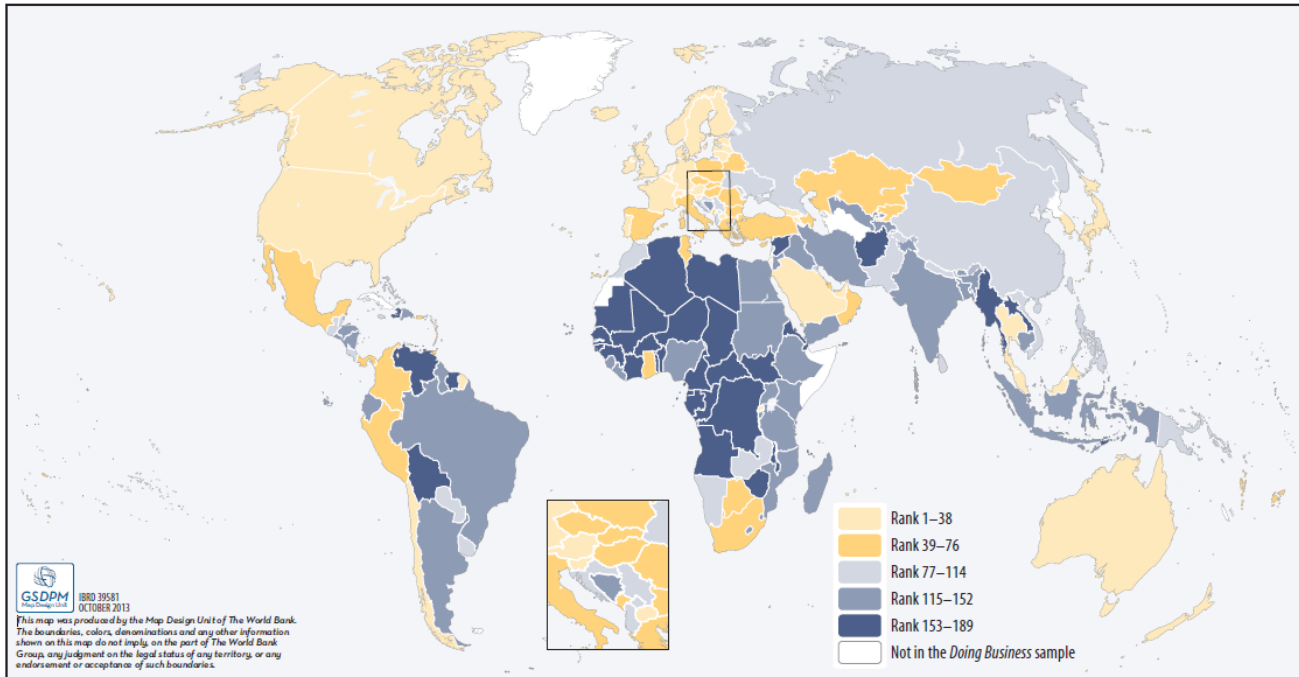 Rank 1–38
Rank 39–76
Rank 77–114
Rank 115–152
Rank 153–189
Not in the Doing Business sample
GSDPM
Map Design Unit
IBRD 39581
OCTOBER 2013
This map was produced by the Map Design Unit of The World Bank.
The boundaries, colors, denominations and any other information
shown on this map do not imply, on the part of The World Bank
Group, any judgment on the legal status of any territory, or any
endorsement or acceptance of such boundaries.